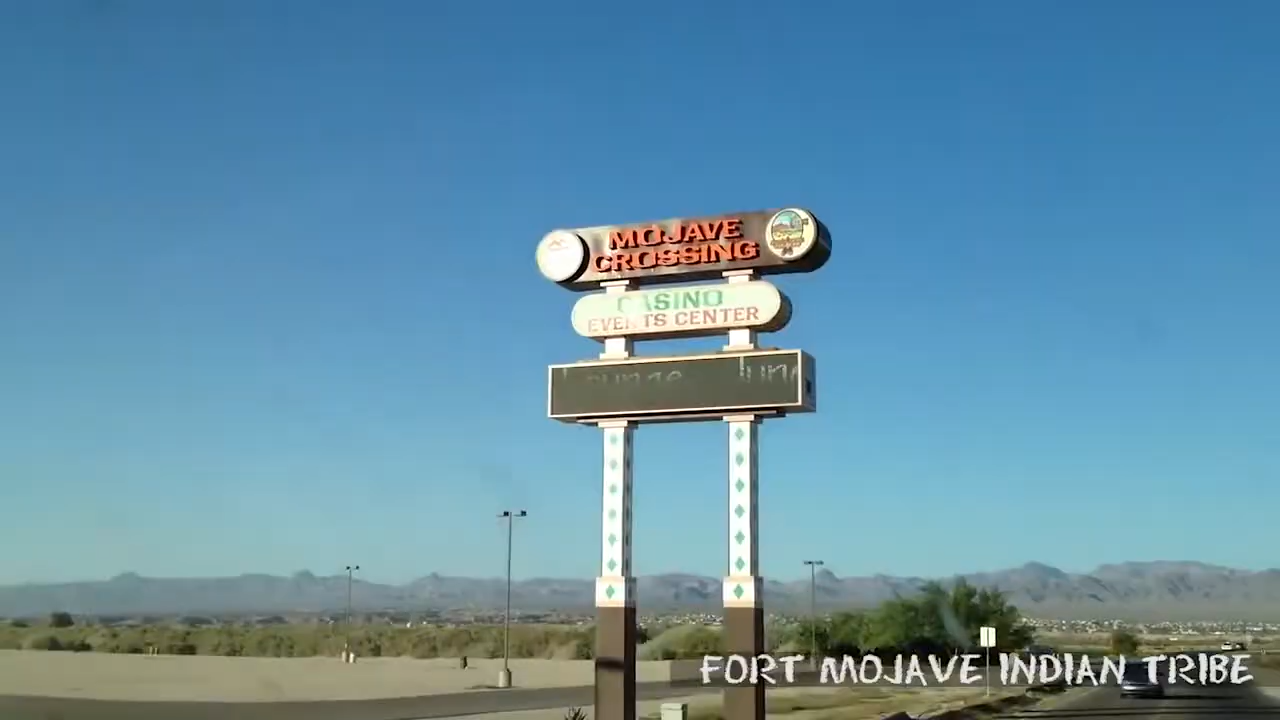 MOJAVE
CROSSING
CASINO
EVENTS CENTER
FORT MOJAVE INDIAN TRIBE